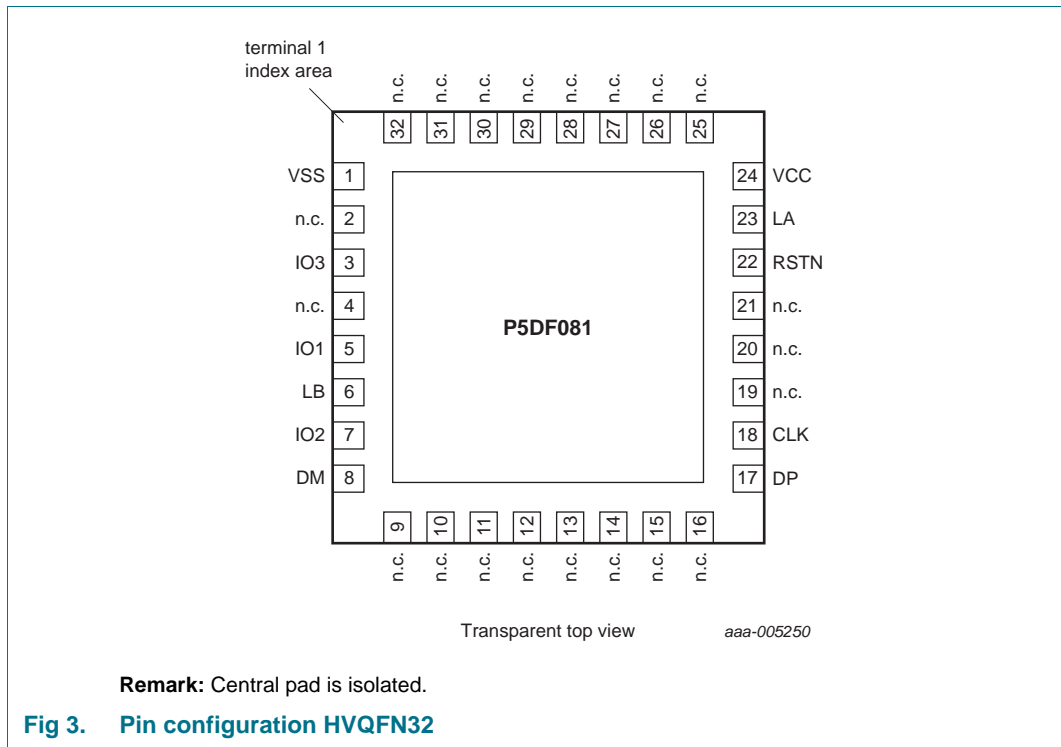 terminal 1
index area
n.c. n.c. n.c. n.c. n.c. n.c. n.c. n.c.
32 31 30 29 28 27 26 25
VSS 1 24 VCC
n.c. 2 23 LA
IO3 3 22 RSTN
n.c. 4 21 n.c.
P5DF081
IO1 5 20 n.c.
LB 6 19 n.c.
IO2 7 18 CLK
DM 8 17 DP
9 10 11 12 13 14 15 16
n.c. n.c. n.c. n.c. n.c. n.c. n.c. n.c.
Transparent top view aaa-005250
Remark: Central pad is isolated.
Fig 3. Pin configuration HVQFN32